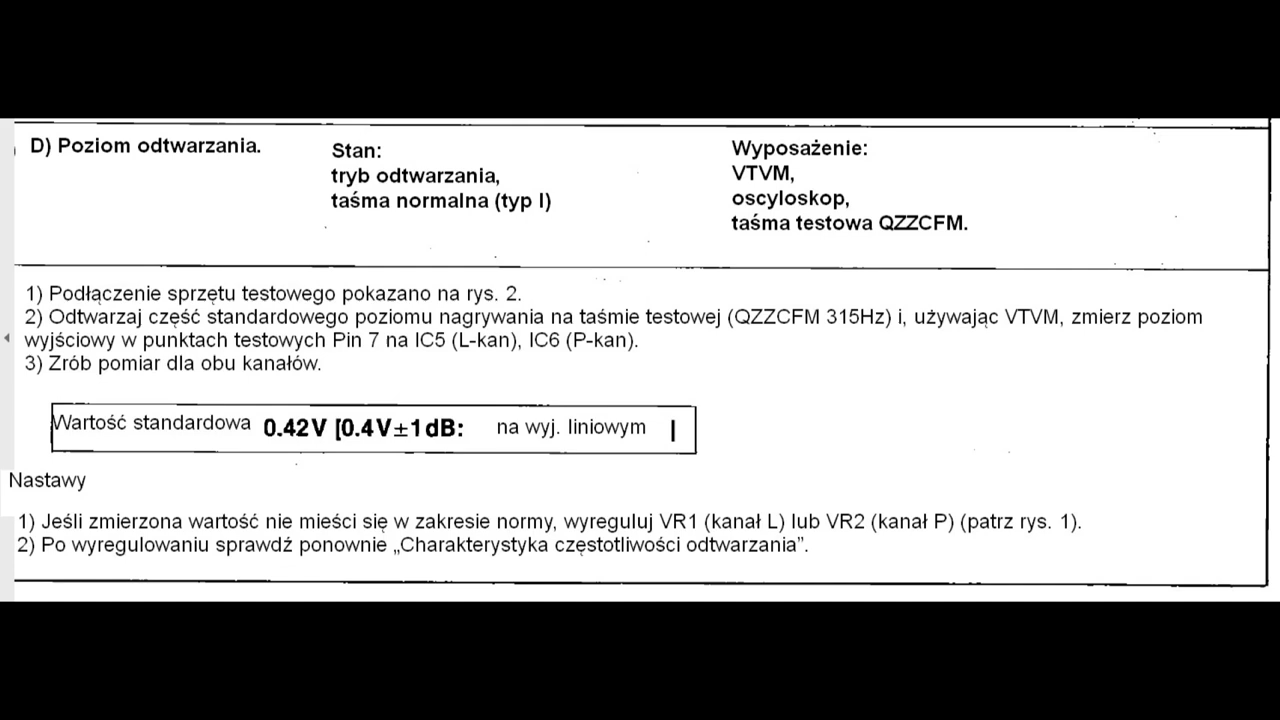 D) Poziom odtwarzania.
Stan:
tryb odtwarzania,
taśma normalna (typ I)
Wyposażenie:
VTVM,
oscyloskop,
taśma testowa QZZCFM.
1) Podłączenie sprzętu testowego pokazano na rys. 2.
2) Odtwarzaj część standardowego poziomu nagrywania na taśmie testowej (QZZCFM 315Hz) i, używając VTVM, zmierz poziom
wyjściowy w punktach testowych Pin 7 na IC5 (L-kan), IC6 (P-kan).
3) Zrób pomiar dla obu kanałów.
Wartość standardowa 0.42V [0.4V±1dB: na wyj. liniowym ]
Nastawy
1) Jeśli zmierzona wartość nie mieści się w zakresie normy, wyreguluj VR1 (kanał L) lub VR2 (kanał P) (patrz rys. 1).
2) Po wyregulowaniu sprawdź ponownie „Charakterystyka częstotliwości odtwarzania”.